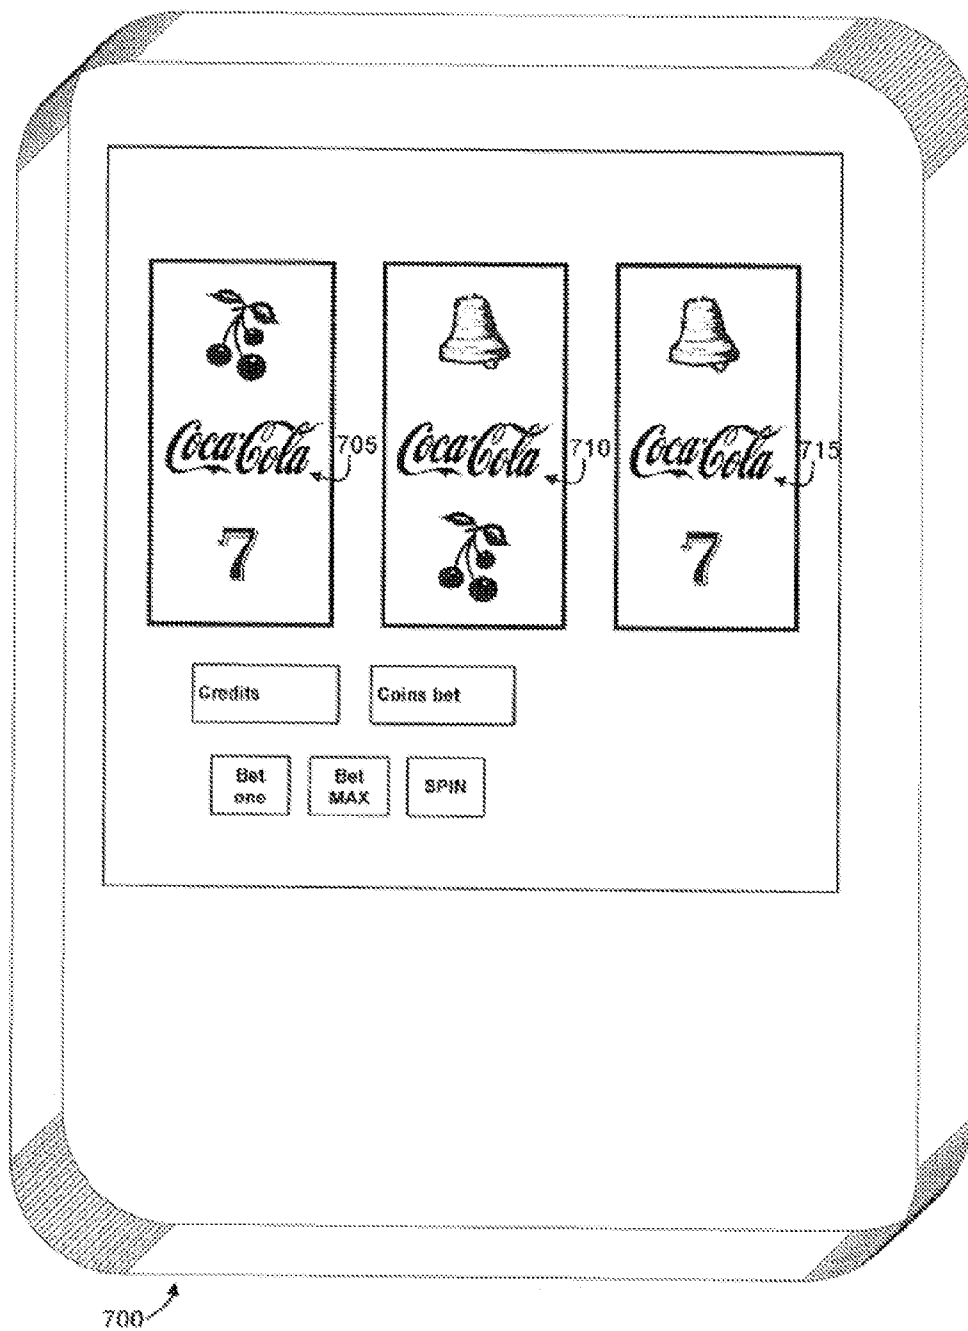 Coca-Cola 705 Coca-Cola 710 Coca-Cola 715
7 7
Credits Coins bet
Bet one Bet MAX SPIN
700